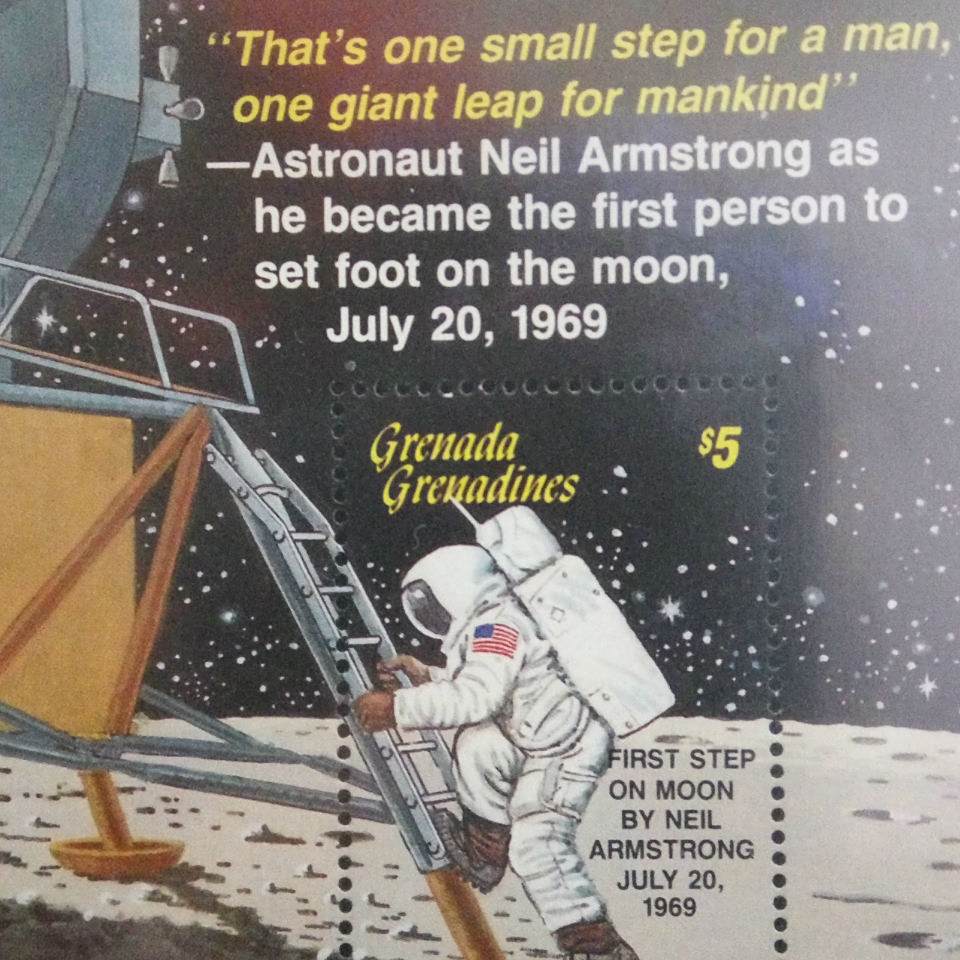 “That's one small step for a man,
one giant leap for mankind”
—Astronaut Neil Armstrong as
he became the first person to
set foot on the moon,
July 20, 1969
Grenada
Grenadines
$5
FIRST STEP
ON MOON
BY NEIL
ARMSTRONG
JULY 20,
1969